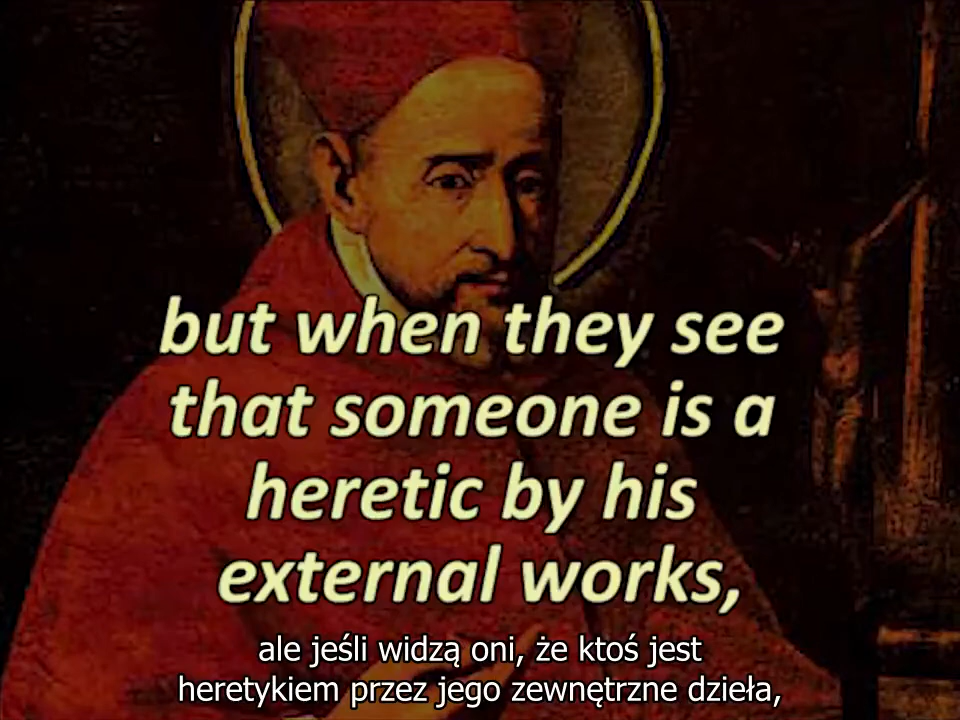 but when they see
that someone is a
heretic by his
external works,
ale jeśli widzą oni, że ktoś jest
heretykiem przez jego zewnętrzne dzieła,